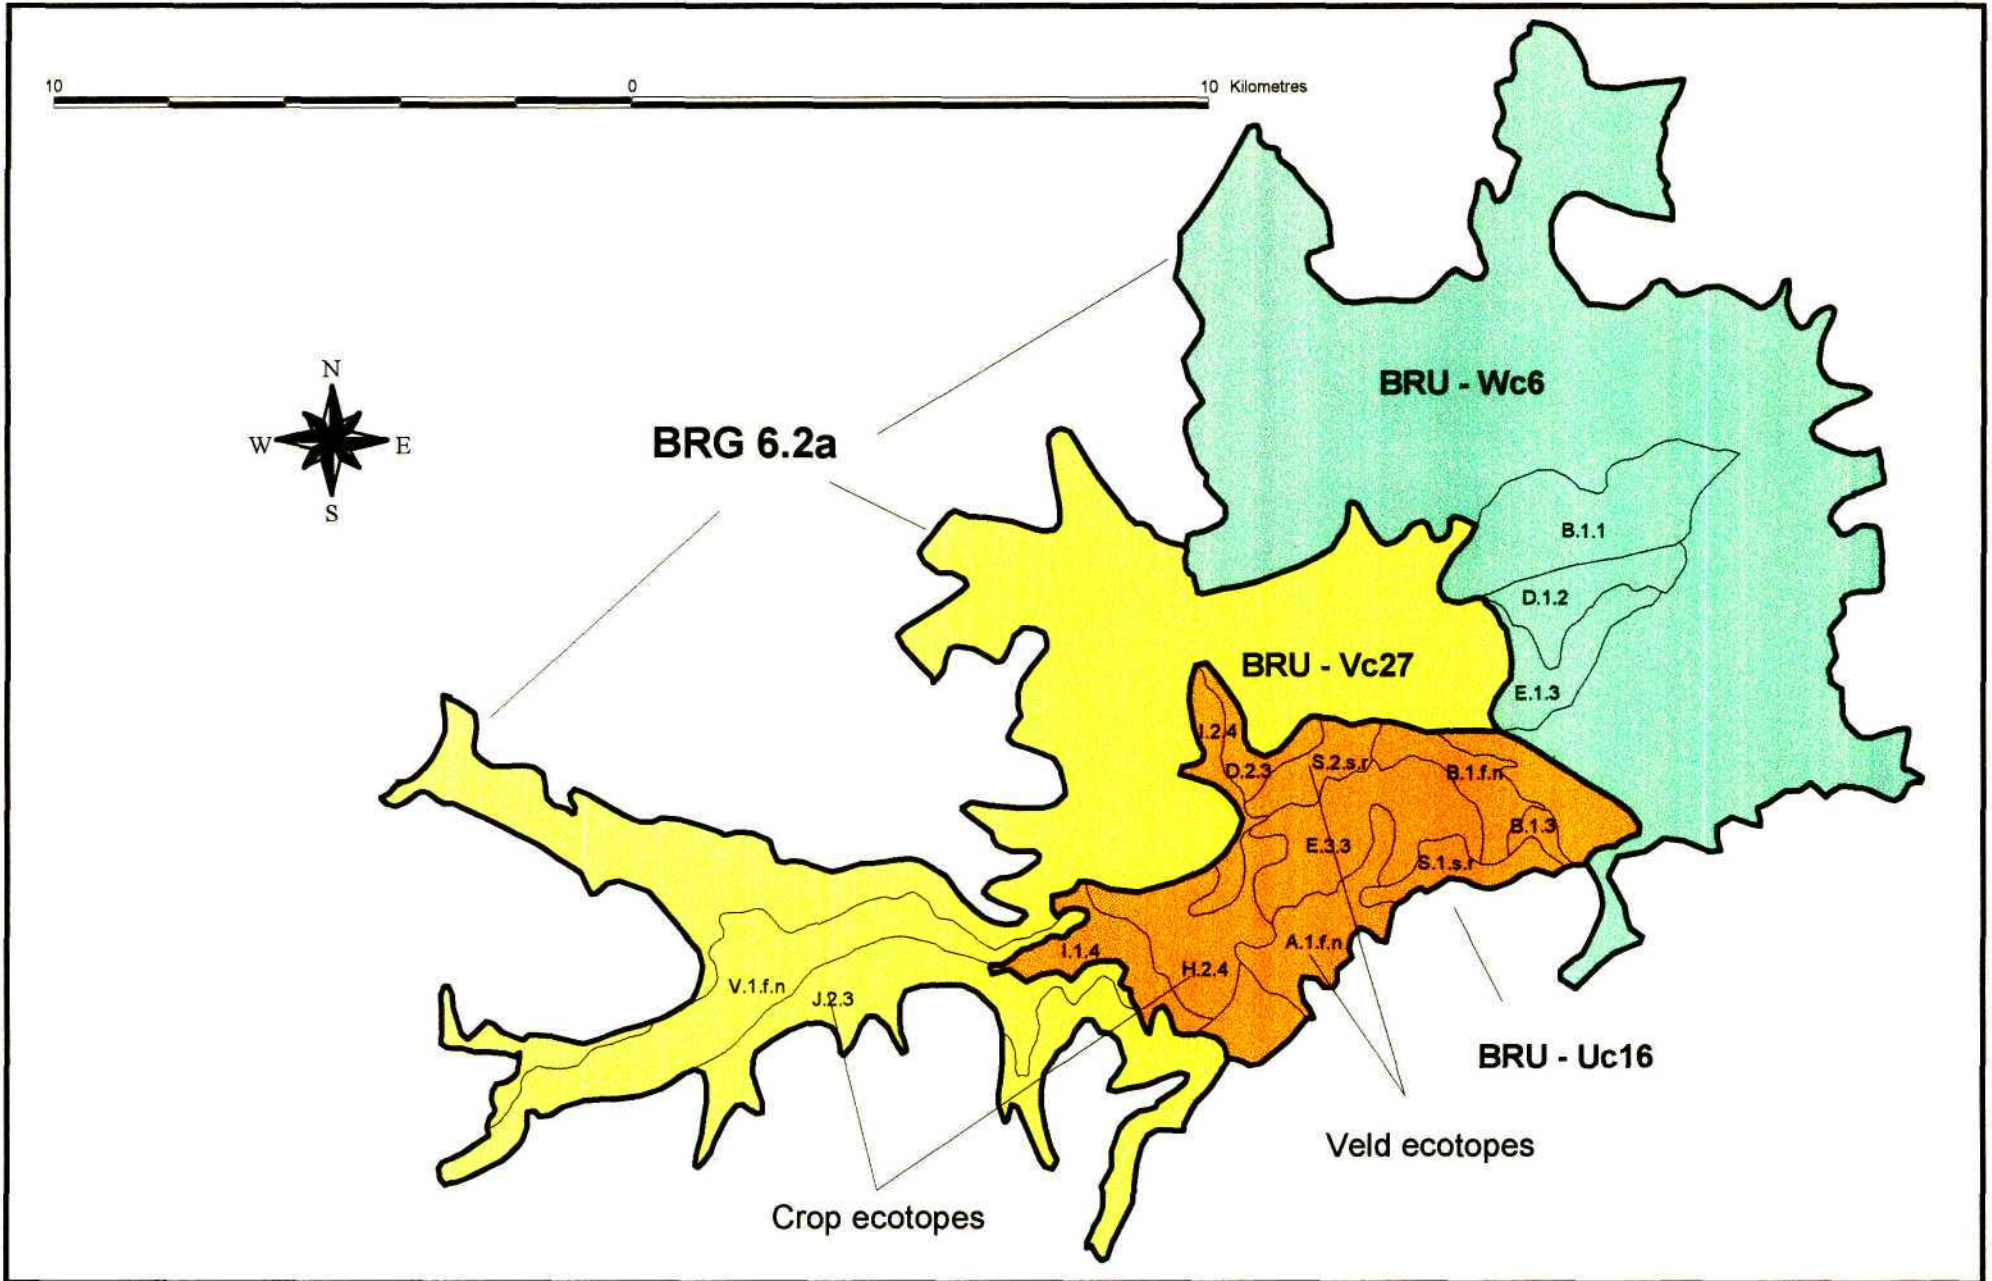 10 0 10 Kilometres
BRU - Wc6
N
W E
S
BRG 6.2a
B.1.1
D.1.2
BRU - Vc27
E.1.3
I.2.4
D.2.3 S.2.s.r B.1.f.n
B.1.3
E.3.3
S.1.s.r
A.1.f.n
I.1.4
H.2.4
V.1.f.n
J.2.3
BRU - Uc16
Veld ecotopes
Crop ecotopes